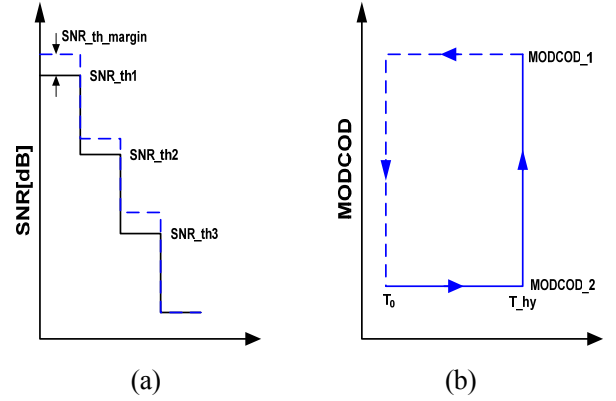 SNR_th_margin
SNR_th1
SNR_th2
SNR_th3
SNR[dB]
(a)
MODCOD_1
MODCOD
MODCOD_2
T0
T_hy
(b)